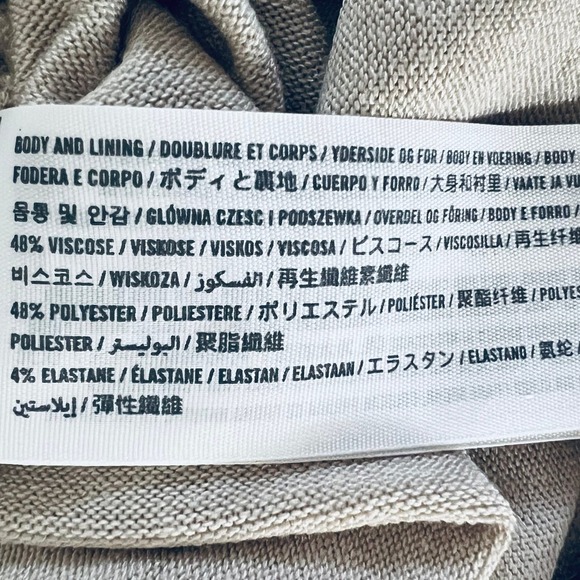 BODY AND LINING / DOUBLURE ET CORPS / YDERSIDE OG FOR / BODY EN VOERING / BODY
FODERA E CORPO / ボディと裏地 / CUERPO Y FORRO / 大身和村里 / VAATE JA VU
몸통 및 안감 / GŁÓWNA CZESC I PODSZEWKA / OVERDEL OG FÔRING / BODY E FORRO /
48% VISCOSE / VISKOSE / VISKOS / VISCOSA / ビスコース / VISCOSILLA / 再生纤维
비스코스 / WISKOZA / الفسكوز / 再生纖維素纖維
48% POLYESTER / POLIESTERE / ポリエステル / POLIÉSTER / 聚酯纤维 / POLYES
POLIESTER / البوليستر / 聚脂纖維
4% ELASTANE / ÉLASTANE / ELASTAN / ELASTAAN / エラスタン / ELASTANO / 氨纶 /
إيلاستين / 彈性纖維